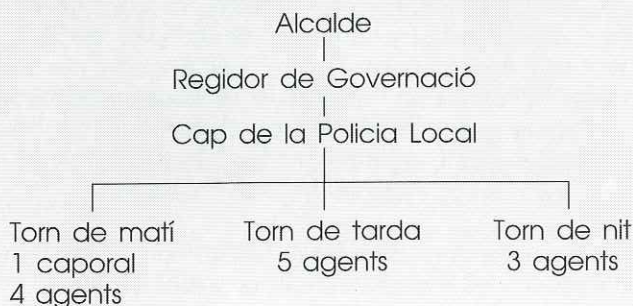 Alcalde
Regidor de Governació
Cap de la Policia Local
Torn de matí
1 caporal
4 agents
Torn de tarda
5 agents
Torn de nit
3 agents